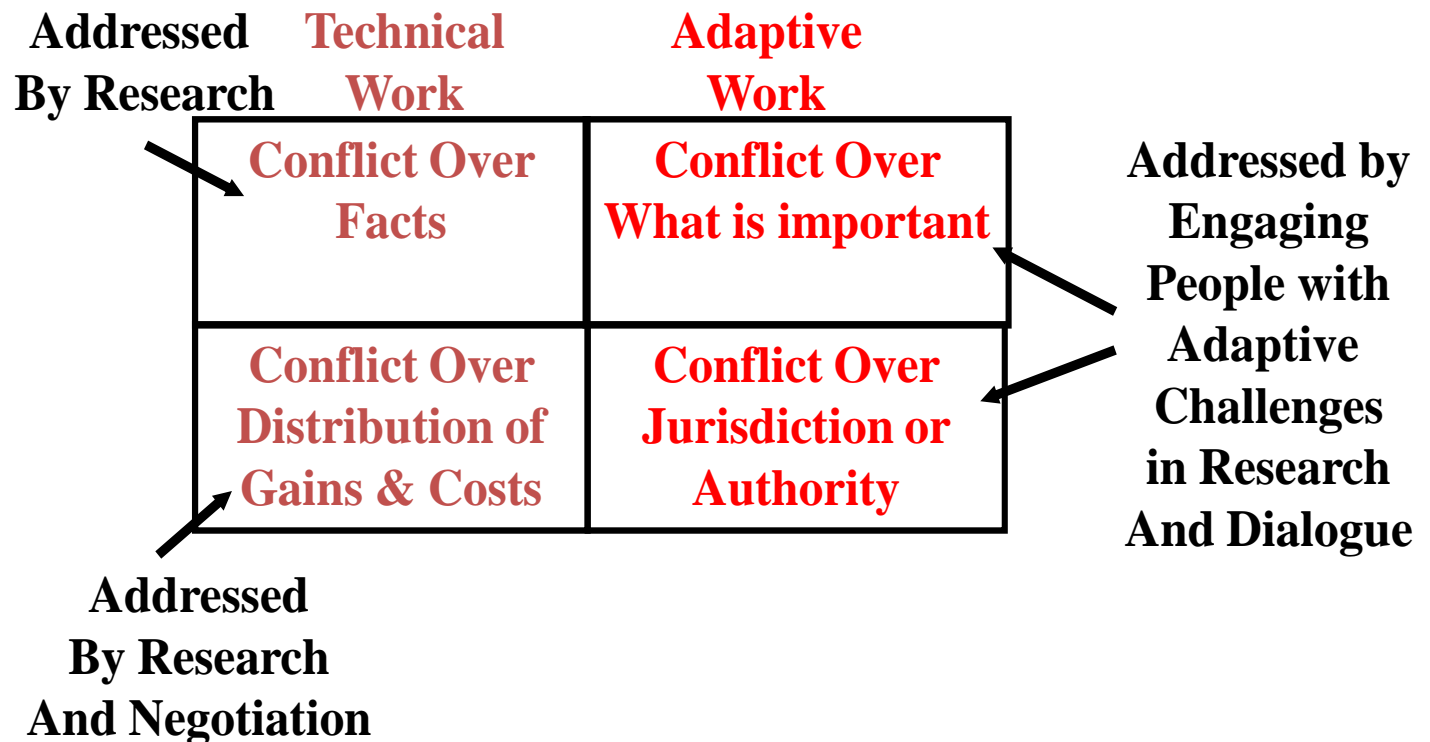 Addressed
By Research
Technical
Work
Adaptive
Work
Conflict Over
Facts
Conflict Over
What is important
Conflict Over
Distribution of
Gains & Costs
Conflict Over
Jurisdiction or
Authority
Addressed by
Engaging
People with
Adaptive
Challenges
in Research
And Dialogue
Addressed
By Research
And Negotiation